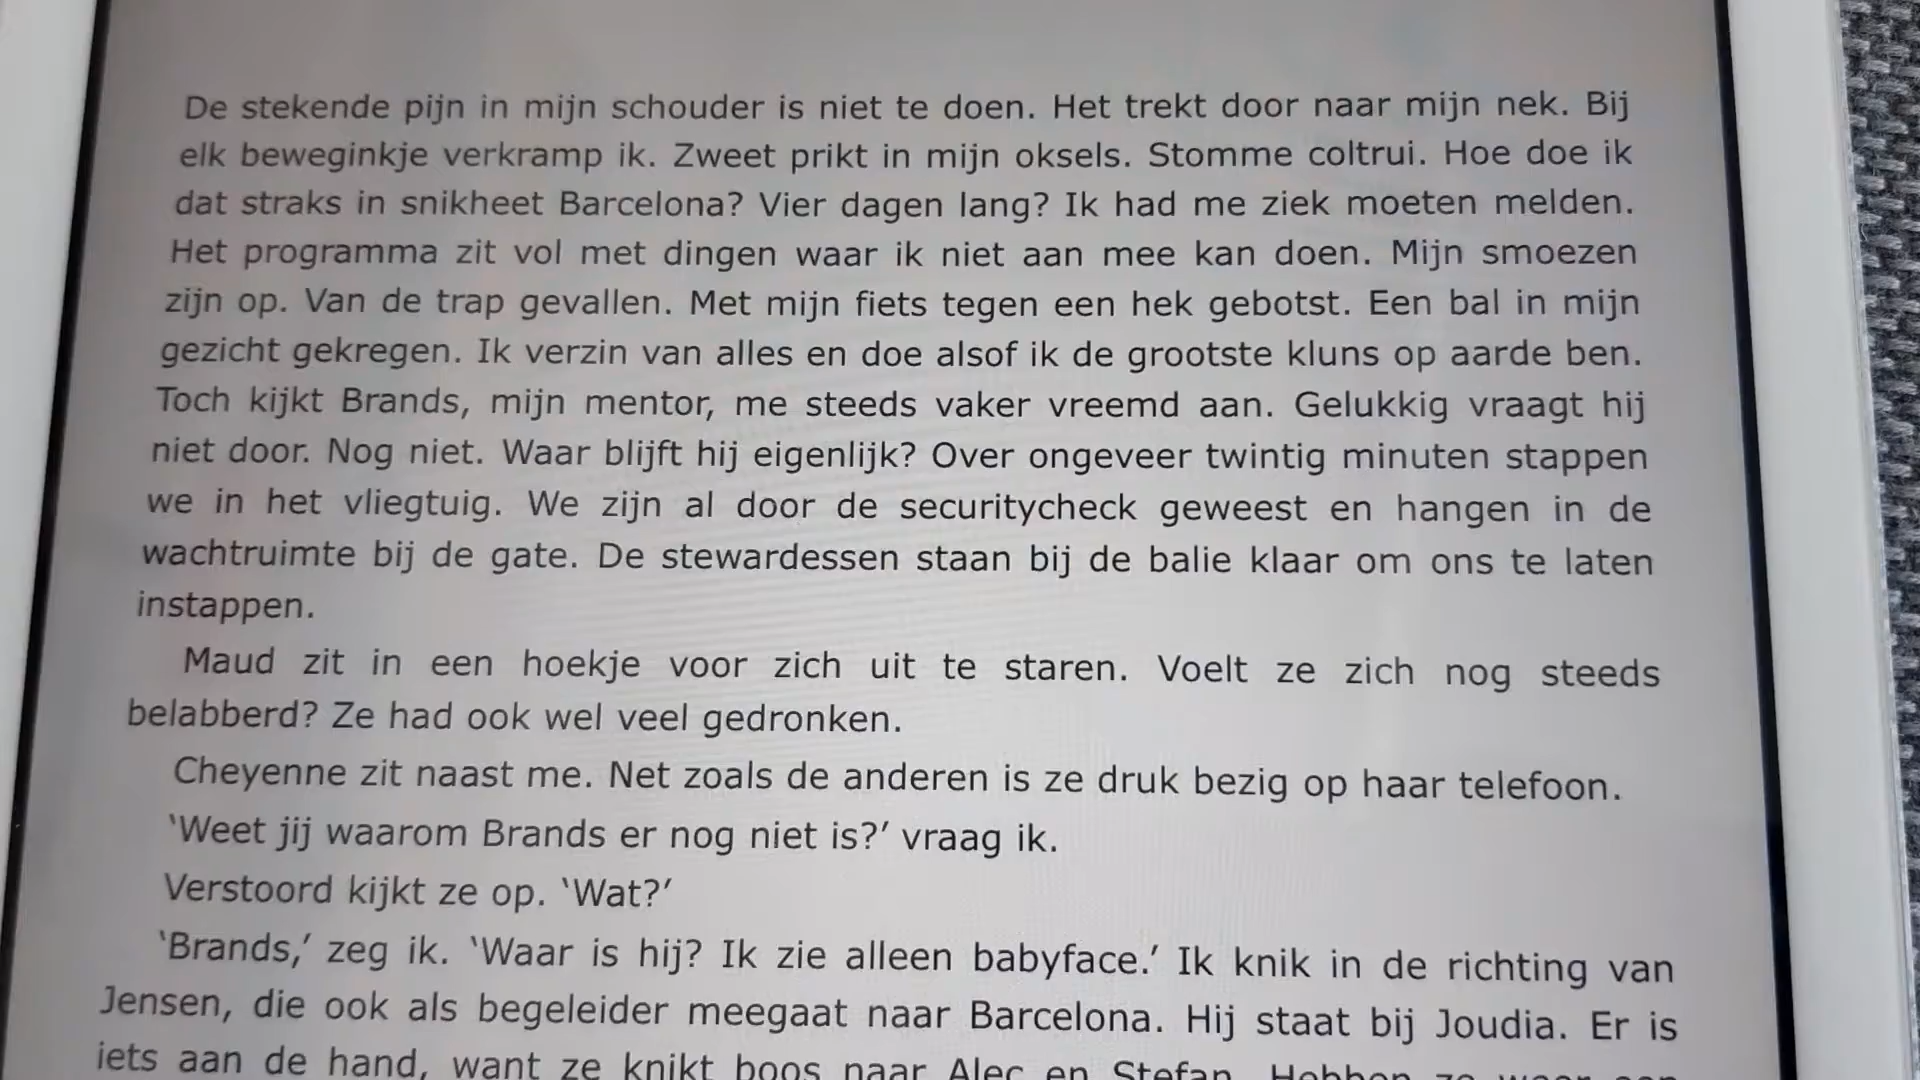 De stekende pijn in mijn schouder is niet te doen. Het trekt door naar mijn nek. Bij
elk beweginkje verkramp ik. Zweet prikt in mijn oksels. Stomme coltrui. Hoe doe ik
dat straks in snikheet Barcelona? Vier dagen lang? Ik had me ziek moeten melden.
Het programma zit vol met dingen waar ik niet aan mee kan doen. Mijn smoezen
zijn op. Van de trap gevallen. Met mijn fiets tegen een hek gebotst. Een bal in mijn
gezicht gekregen. Ik verzin van alles en doe alsof ik de grootste kluns op aarde ben.
Toch kijkt Brands, mijn mentor, me steeds vaker vreemd aan. Gelukkig vraagt hij
niet door. Nog niet. Waar blijft hij eigenlijk? Over ongeveer twintig minuten stappen
we in het vliegtuig. We zijn al door de securitycheck geweest en hangen in de
wachtruimte bij de gate. De stewardessen staan bij de balie klaar om ons te laten
instappen.
Maud zit in een hoekje voor zich uit te staren. Voelt ze zich nog steeds
belabberd? Ze had ook wel veel gedronken.
Cheyenne zit naast me. Net zoals de anderen is ze druk bezig op haar telefoon.
‘Weet jij waarom Brands er nog niet is?’ vraag ik.
Verstoord kijkt ze op. ‘Wat?’
‘Brands,’ zeg ik. ‘Waar is hij? Ik zie alleen babyface.’ Ik knik in de richting van
Jensen, die ook als begeleider meegaat naar Barcelona. Hij staat bij Joudia. Er is
iets aan de hand, want ze knikt boos naar Alec en Stefan. Hebben ze weer een